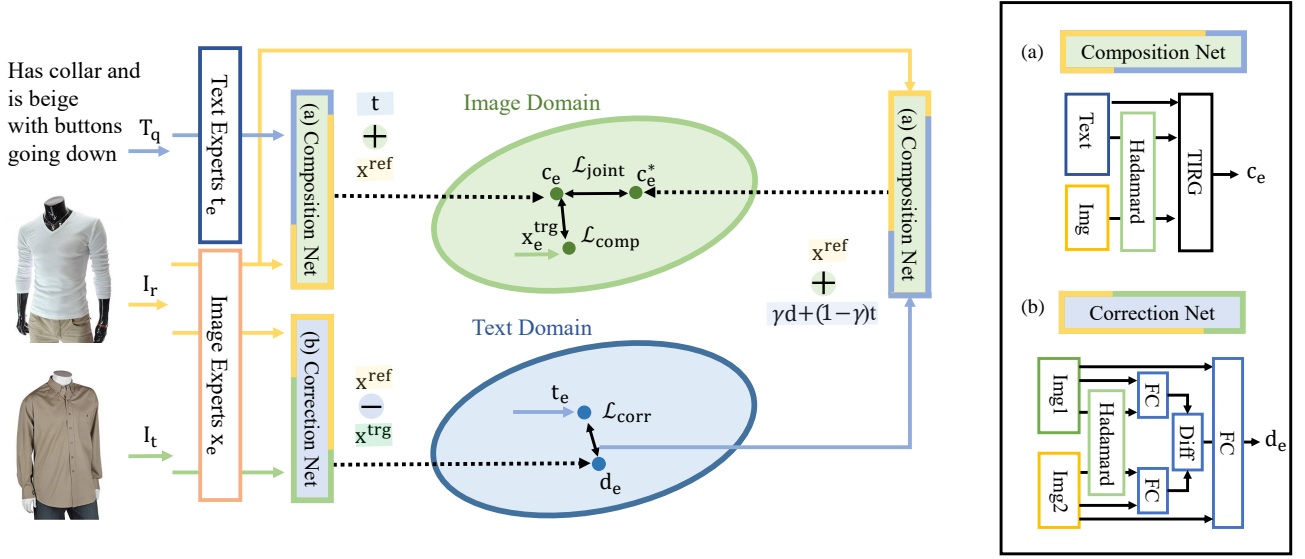 Has collar and
is beige
with buttons
going down
T_q
I_r
I_t
Text Experts t_e
Image Experts x_e
(a) Composition Net
t
+
x^ref
(b) Correction Net
x^ref
−
x^trg
Image Domain
c_e
ℒ_joint
c_e^*
x_e^trg
ℒ_comp
Text Domain
t_e
ℒ_corr
d_e
(a) Composition Net
x^ref
+
γd+(1−γ)t
(a)
Composition Net
Text
Img
Hadamard
TIRG
c_e
(b)
Correction Net
Img1
Img2
Hadamard
FC
FC
Diff
FC
d_e